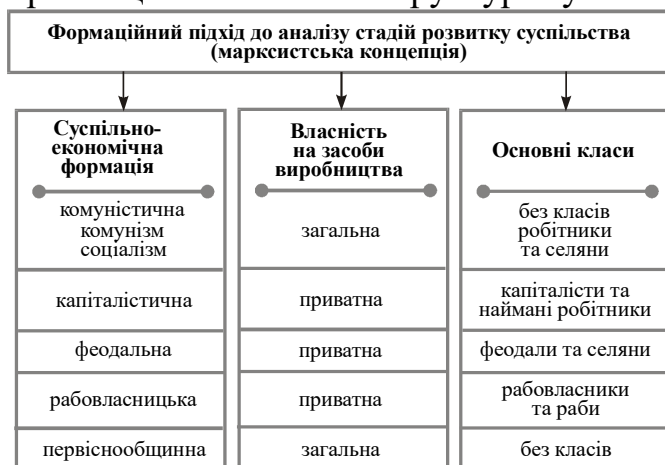 Формаційний підхід до аналізу стадій розвитку суспільства
(марксистська концепція)
Суспільно-
економічна
формація
Власність
на засоби
виробництва
Основні класи
комуністична
комунізм
соціалізм
загальна
без класів
робітники
та селяни
капіталістична
приватна
капіталісти та
наймані робітники
феодальна
приватна
феодали та селяни
рабовласницька
приватна
рабовласники
та раби
первіснообщинна
загальна
без класів